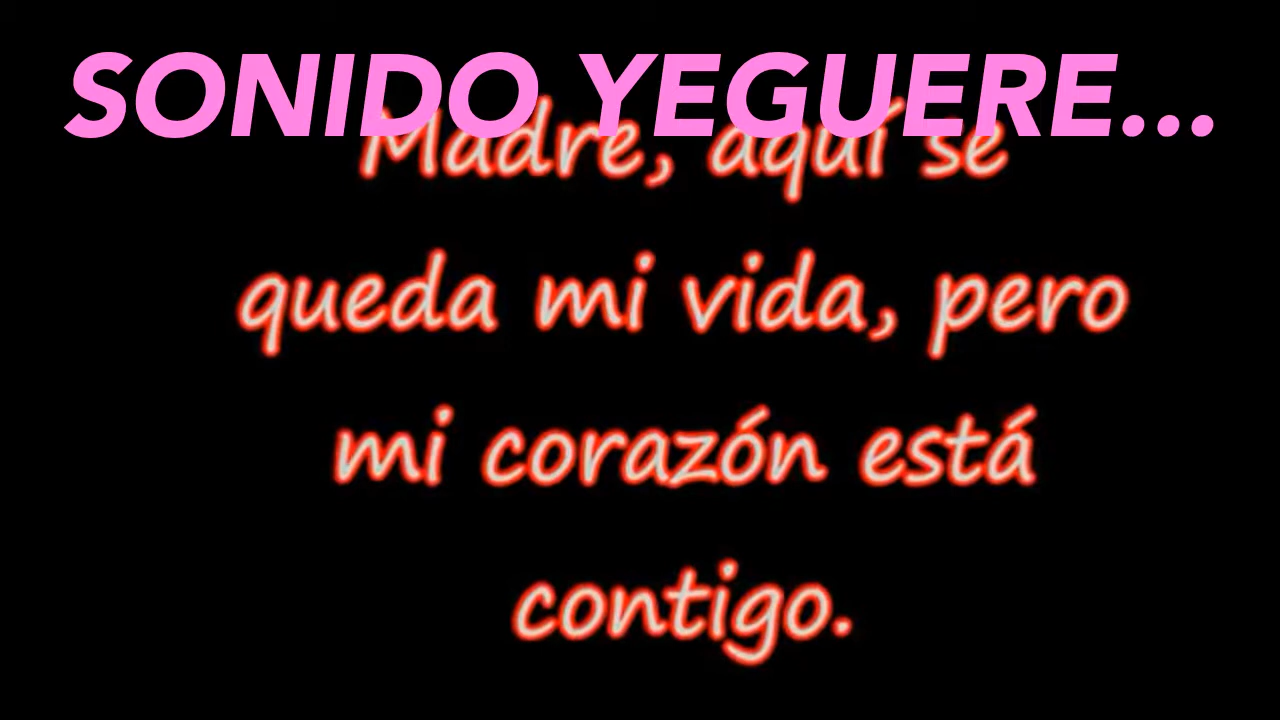 SONIDO YEGUERE...
Madre, aquí se
queda mi vida, pero
mi corazón está
contigo.